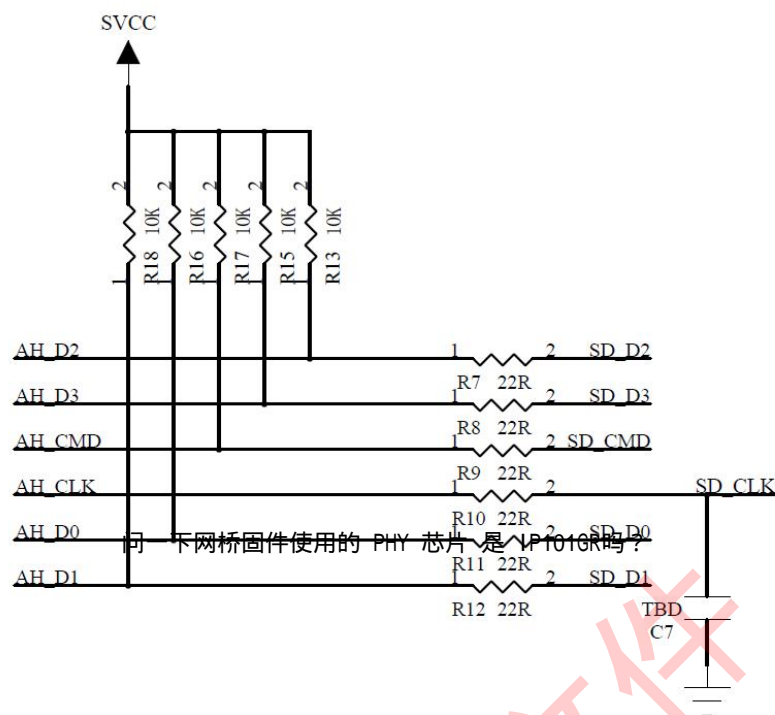 SVCC
2 2 2 2 2
10K 10K 10K 10K 10K
R18 R16 R17 R15 R13
1 1 1 1 1
AH_D2 1 2 SD_D2
R7 22R
AH_D3 1 2 SD_D3
R8 22R
AH_CMD 1 2 SD_CMD
R9 22R
AH_CLK 1 2 SD_CLK
R10 22R
AH_D0 1 2 SD_D0
问一下网桥固件使用的 PHY 芯片 是 IP101GR吗？
R11 22R
AH_D1 1 2 SD_D1
R12 22R
TBD
C7
件